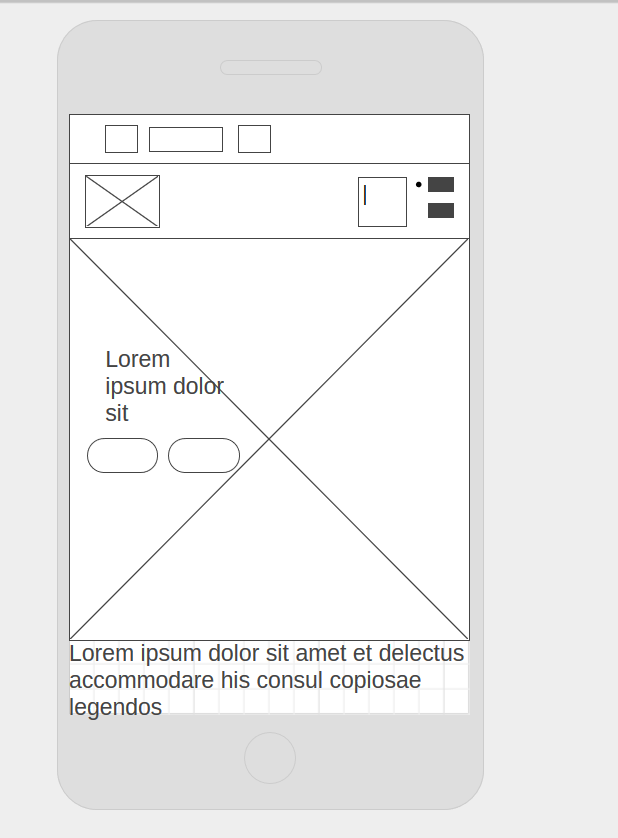 Lorem
ipsum dolor
sit
Lorem ipsum dolor sit amet et delectus
accommodare his consul copiosae
legendos